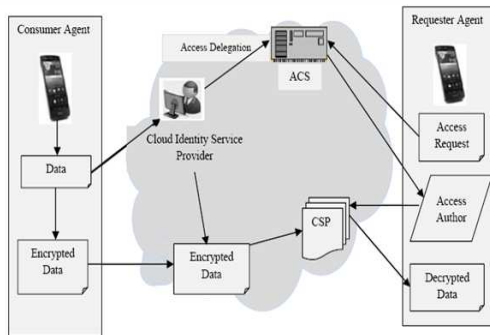 Consumer Agent
Data
Encrypted
Data
Access Delegation
Cloud Identity Service
Provider
Encrypted
Data
ACS
CSP
Requester Agent
Access
Request
Access
Author
Decrypted
Data